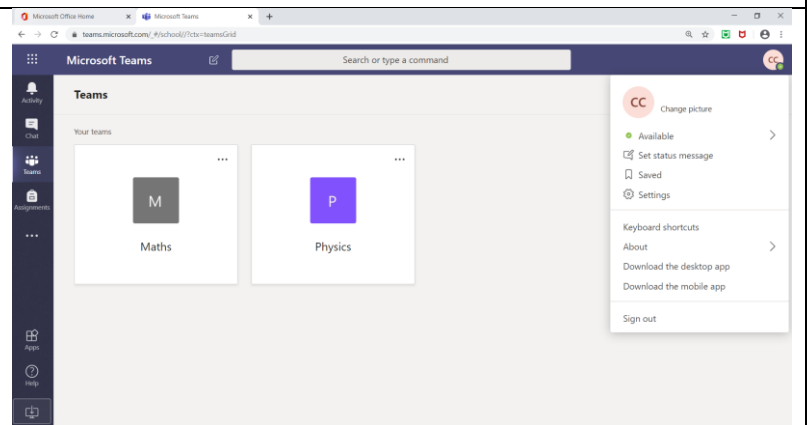 Microsoft Office Home
Microsoft Teams
teams.microsoft.com/_#/school//?ctx=teamsGrid
Microsoft Teams
Search or type a command
CC
Activity
Chat
Teams
Assignments
Teams
Your teams
M
Maths
P
Physics
CC
Change picture
Available
Set status message
Saved
Settings
Keyboard shortcuts
About
Download the desktop app
Download the mobile app
Sign out
Apps
Help